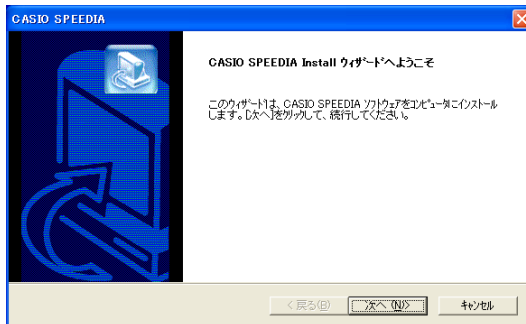 CASIO SPEEDIA
CASIO SPEEDIA Install ウィザードへようこそ
このウィザードは、CASIO SPEEDIA ソフトウェアをコンピュータにインストール
します。[次へ]をクリックして、続行してください。
< 戻る(B)
次へ (N)>
キャンセル